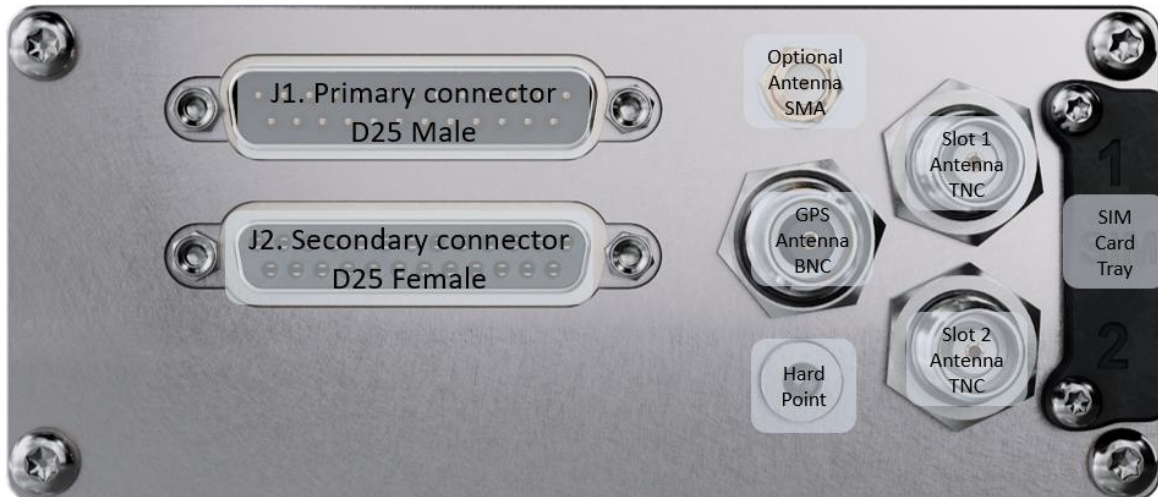 J1. Primary connector
D25 Male
J2. Secondary connector
D25 Female
Optional
Antenna
SMA
Slot 1
Antenna
TNC
GPS
Antenna
BNC
Slot 2
Antenna
TNC
Hard
Point
1
SIM
Card
Tray
2